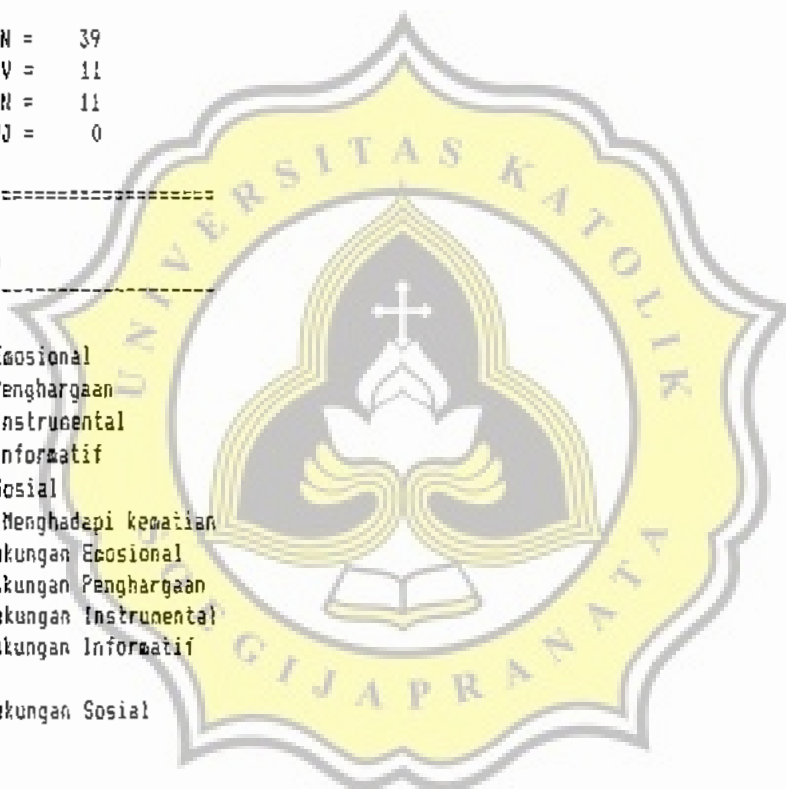 N = 39
V = 11
N = 11
J = 0
==================
------------------
Emosional
Penghargaan
nstrumental
nformatif
Sosial
Menghadapi kematian
kungan Emosional
kungan Penghargaan
kungan Instrumental
kungan Informatif
kungan Sosial
UNIVERSITAS KATOLIK
SOEGIJAPRANATA